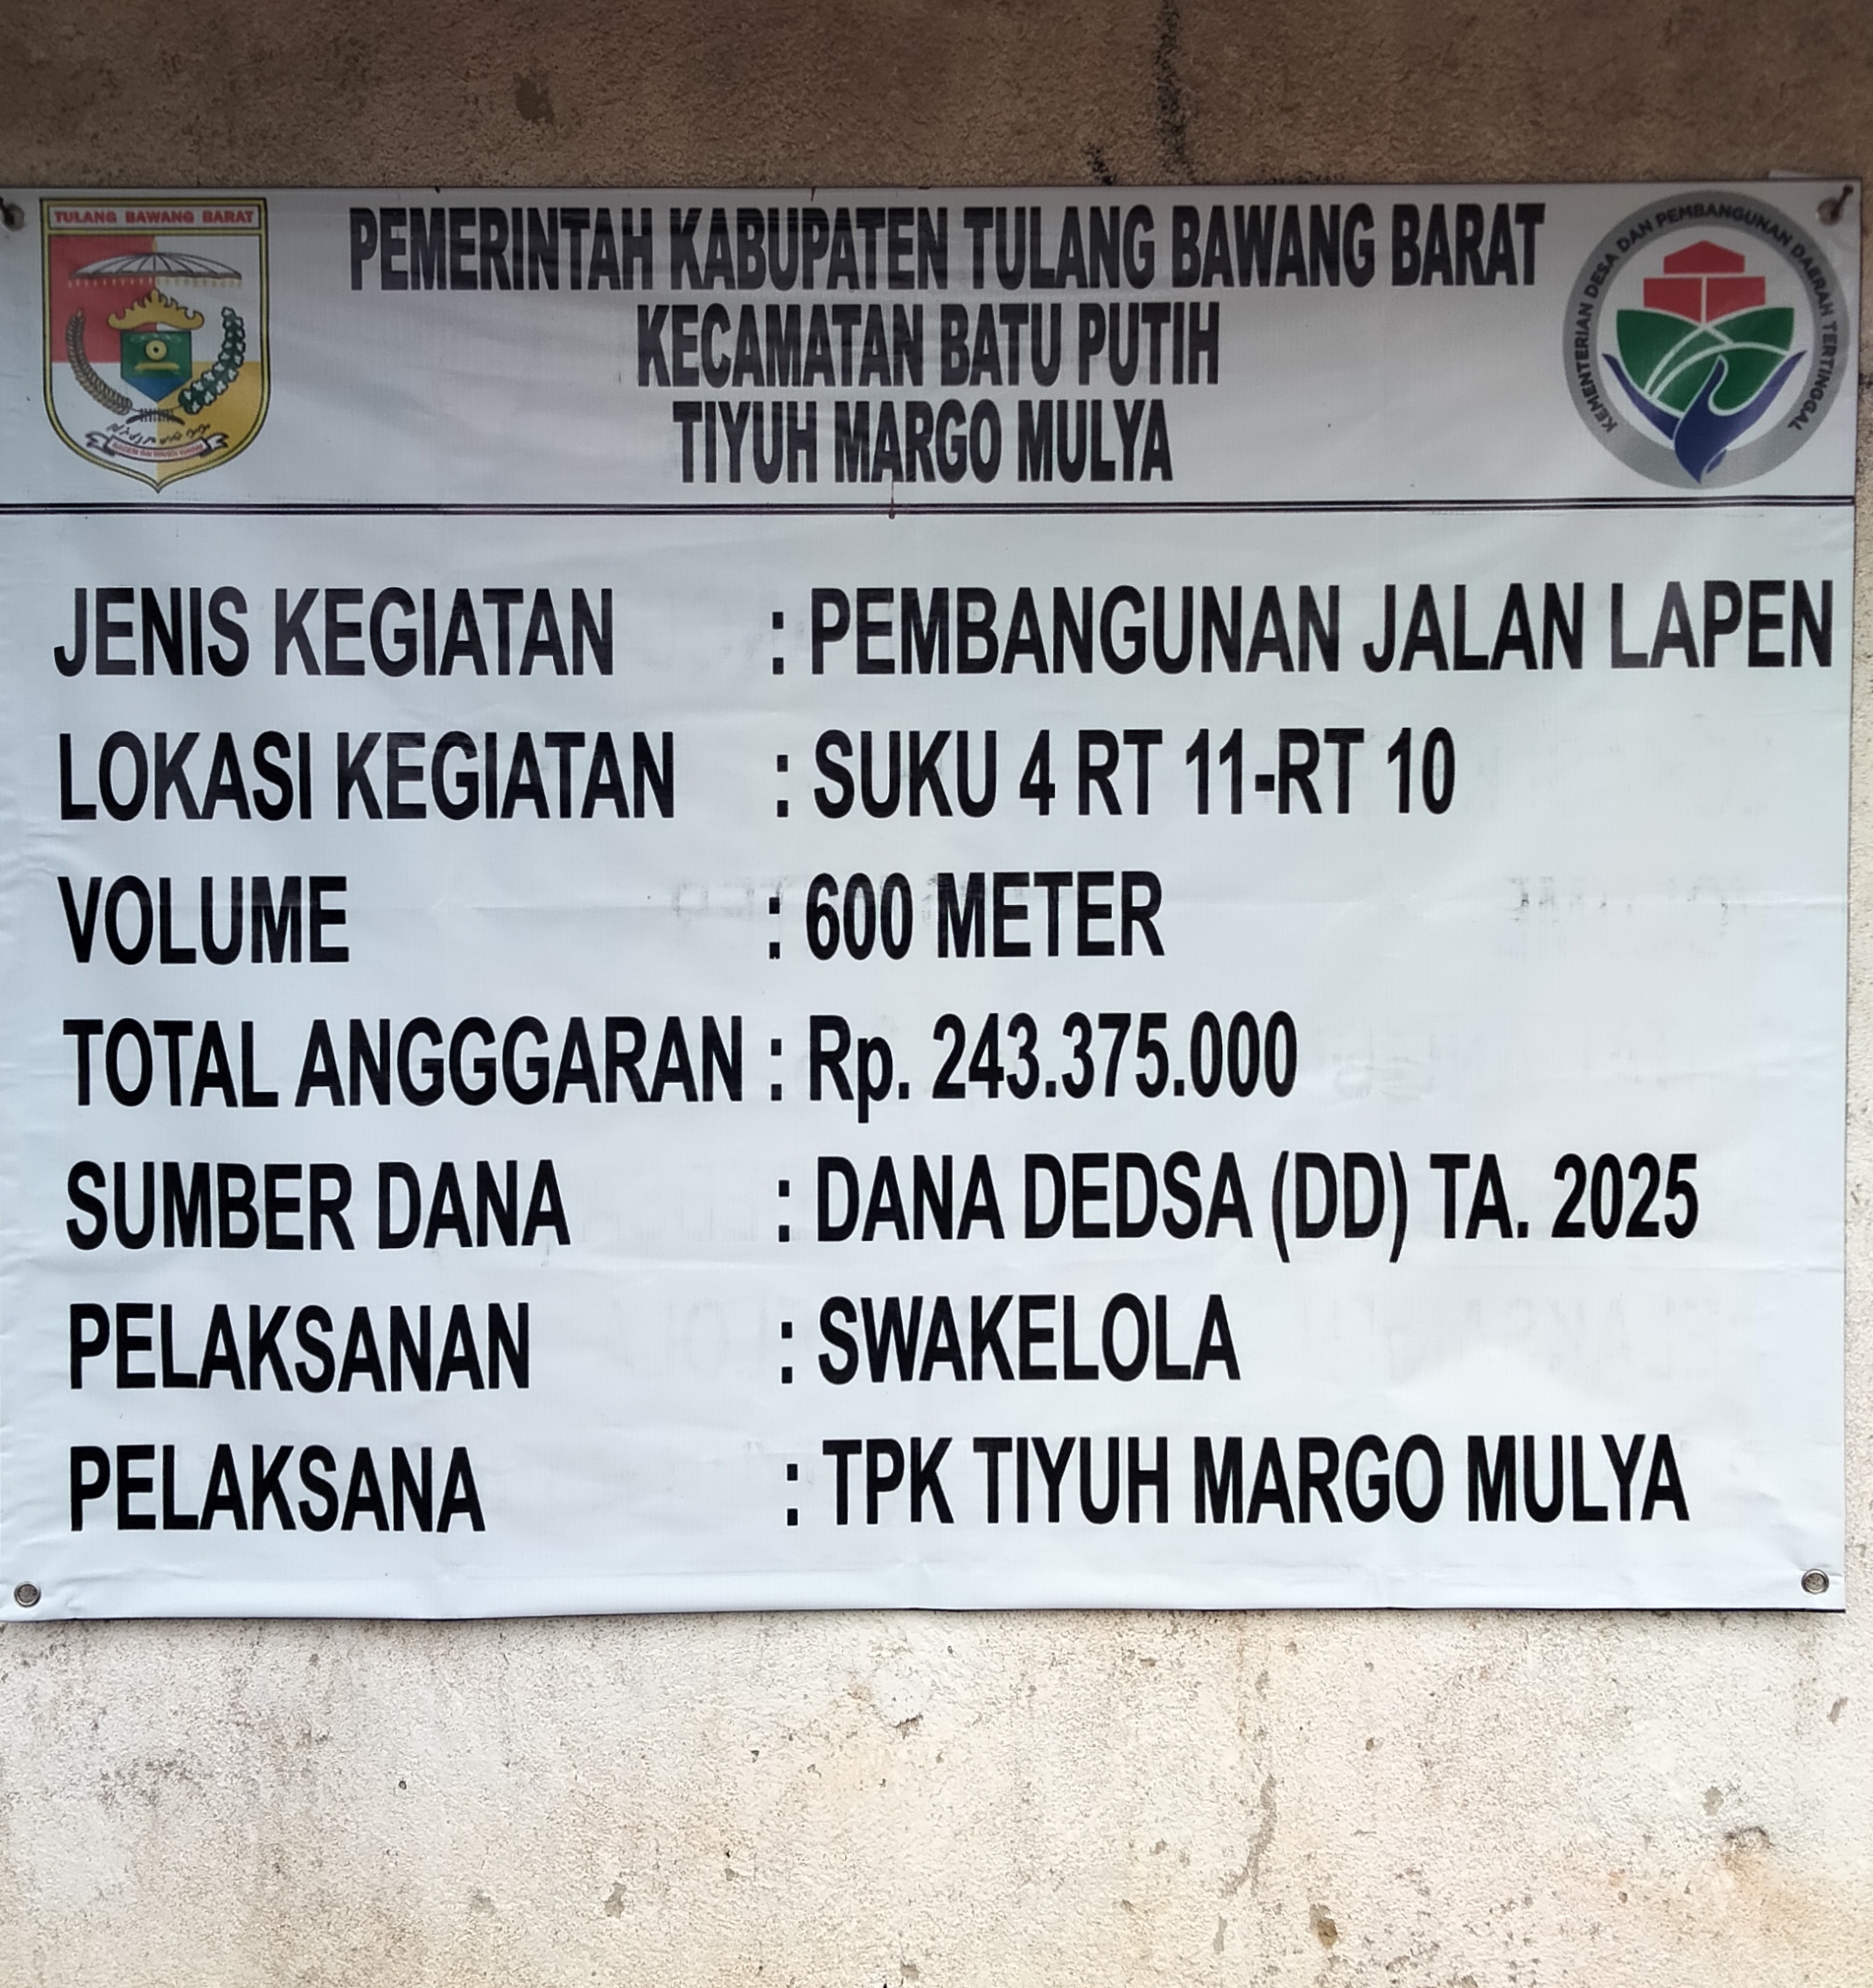 TULANG BAWANG BARAT
PEMERINTAH KABUPATEN TULANG BAWANG BARAT
KECAMATAN BATU PUTIH
TIYUH MARGO MULYA
KEMENTERIAN DESA DAN PEMBANGUNAN DAERAH TERTINGGAL
JENIS KEGIATAN : PEMBANGUNAN JALAN LAPEN
LOKASI KEGIATAN : SUKU 4 RT 11-RT 10
VOLUME : 600 METER
TOTAL ANGGGARAN : Rp. 243.375.000
SUMBER DANA : DANA DEDSA (DD) TA. 2025
PELAKSANAN : SWAKELOLA
PELAKSANA : TPK TIYUH MARGO MULYA